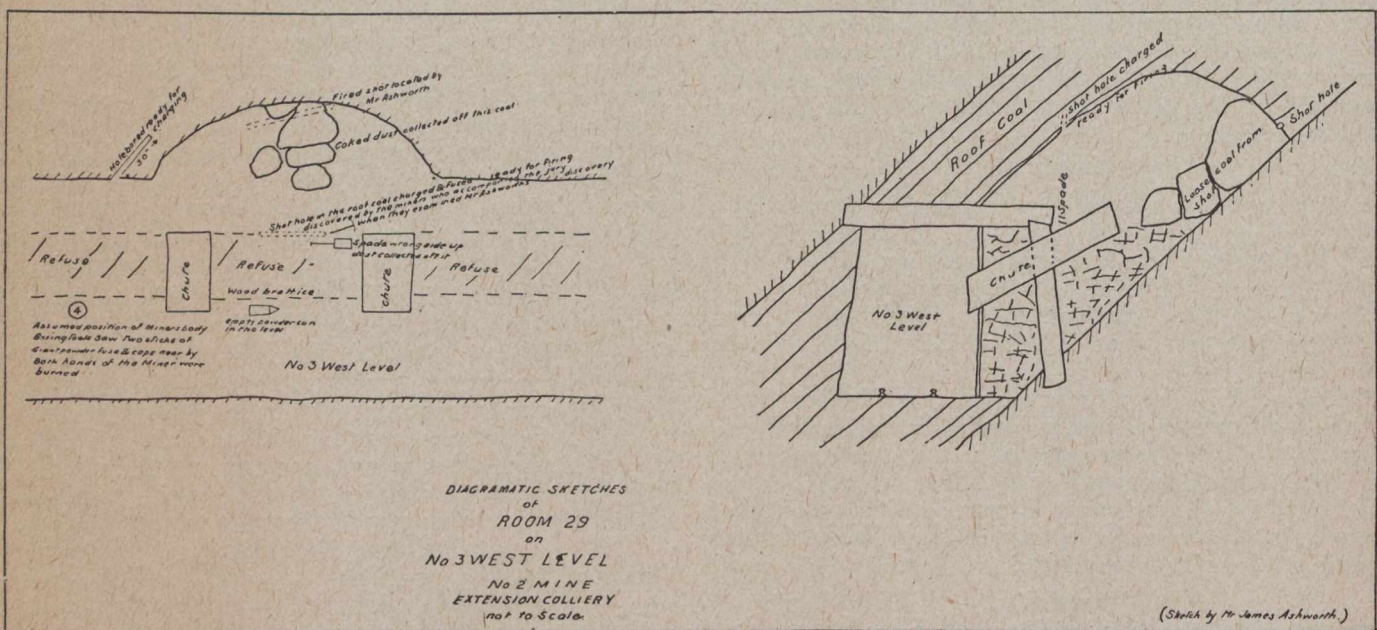 Hole bored ready for
charging
30°
Fired shot located by
Mr Ashworth
Coked dust collected off this coal
Shot hole in the roof coal charged & fused ready for firing
discovered by the miners who accompanied the jury
when they examined Mr Ashworths discovery
Spade wrong side up
dust collected off it
Refuse
Chute
Refuse
Chute
Refuse
Wood brattice
4
empty powder can
in the level
Assumed position of Miners body
saw Two sticks of
Giant powder fuse & caps near by
Both hands of the Miner were
burned
No 3 West Level
Roof Coal
Shot hole charged
ready for firing
Shot hole
Loose coal from
shot
Spade
Chute
No 3 West
Level
DIAGRAMATIC SKETCHES
of
ROOM 29
on
No 3 WEST LEVEL
No 2 MINE
EXTENSION COLLIERY
not to Scale
(Sketch by Mr James Ashworth.)